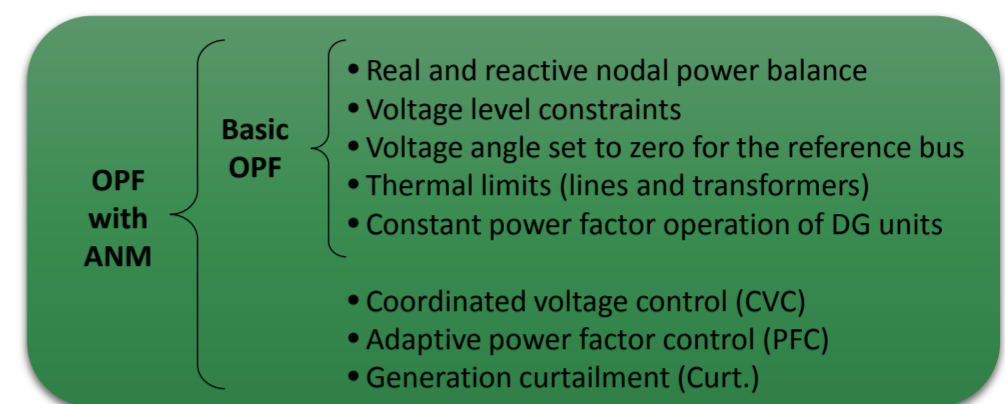 OPF
with
ANM
Basic
OPF
• Real and reactive nodal power balance
• Voltage level constraints
• Voltage angle set to zero for the reference bus
• Thermal limits (lines and transformers)
• Constant power factor operation of DG units
• Coordinated voltage control (CVC)
• Adaptive power factor control (PFC)
• Generation curtailment (Curt.)